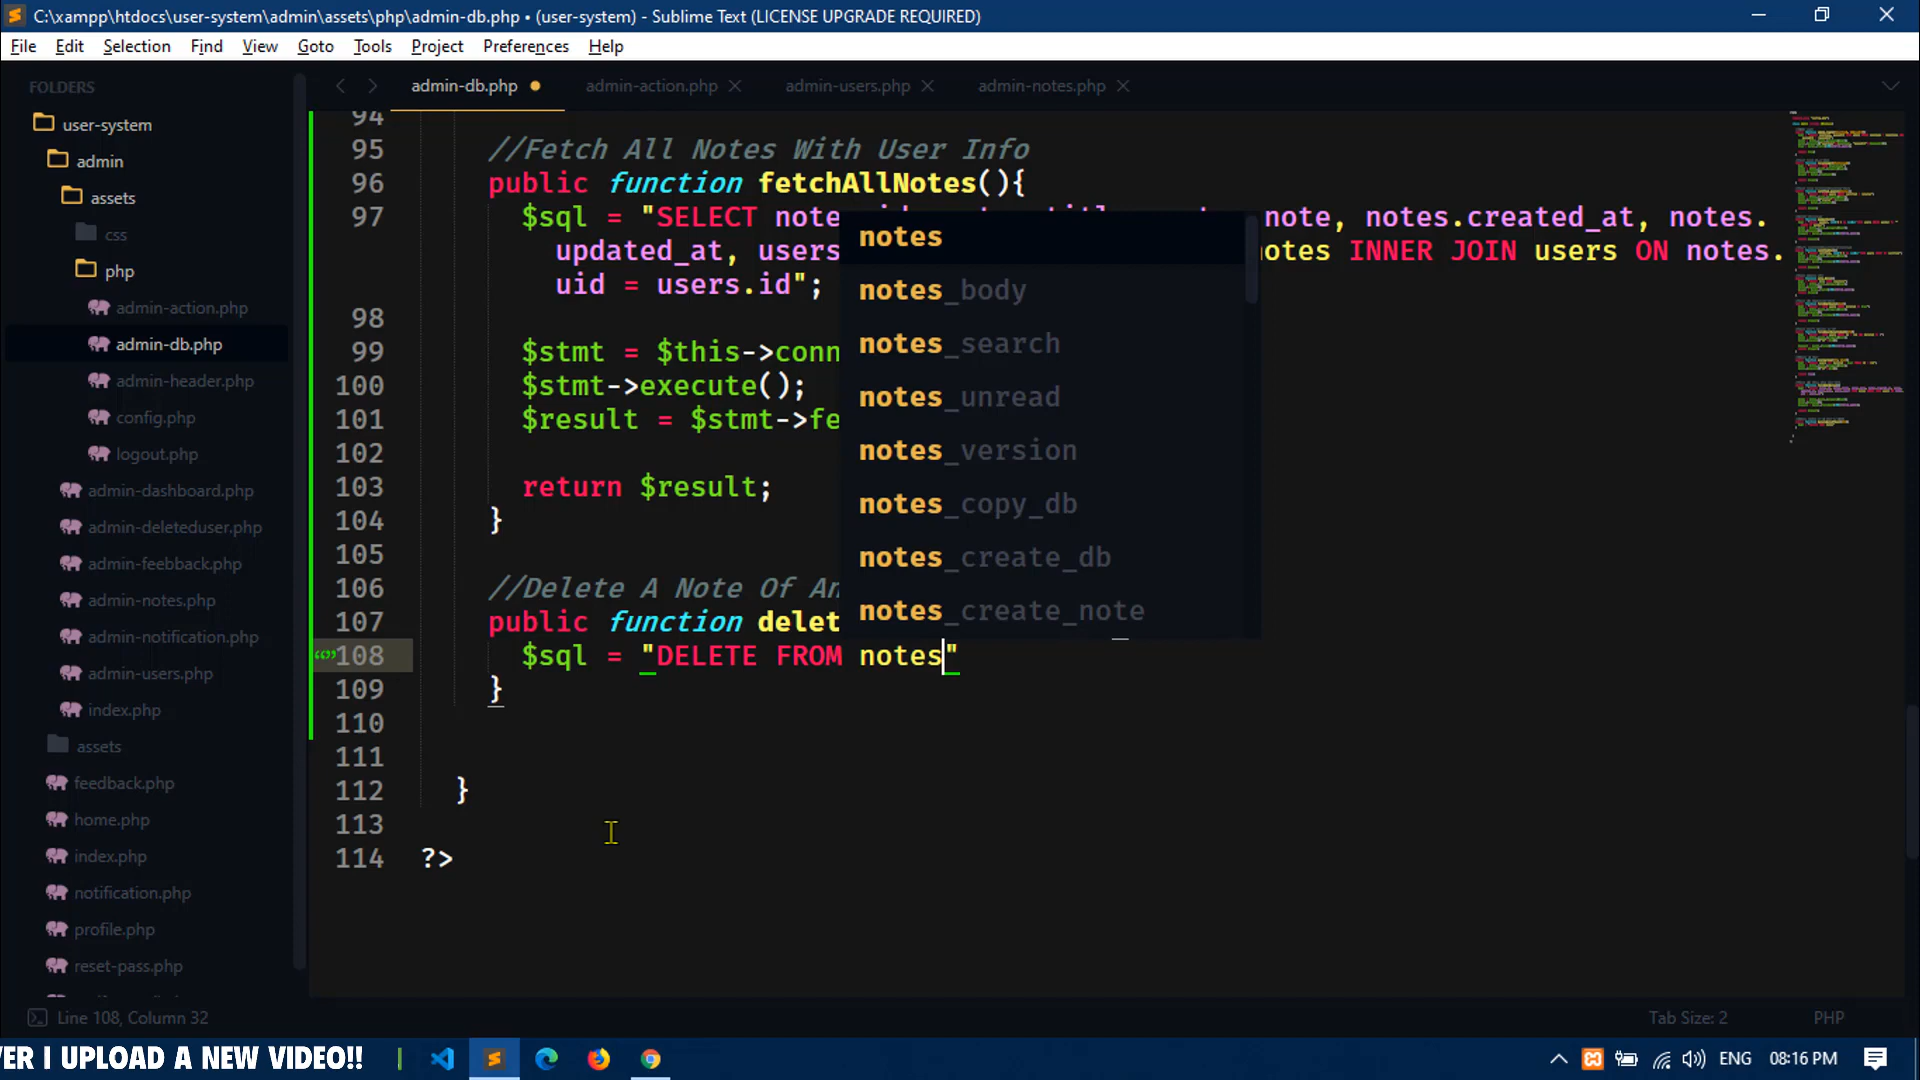 C:\xampp\htdocs\user-system\admin\assets\php\admin-db.php • (user-system) - Sublime Text (LICENSE UPGRADE REQUIRED)
File Edit Selection Find View Goto Tools Project Preferences Help
FOLDERS
user-system
admin
assets
css
php
admin-action.php
admin-db.php
admin-header.php
config.php
logout.php
admin-dashboard.php
admin-deleteduser.php
admin-feebback.php
admin-notes.php
admin-notification.php
admin-users.php
index.php
assets
feedback.php
home.php
index.php
notification.php
profile.php
reset-pass.php
admin-db.php admin-action.php admin-users.php admin-notes.php
94
95 //Fetch All Notes With User Info
96 public function fetchAllNotes(){
97 $sql = "SELECT note note, notes.created_at, notes.
updated_at, users notes INNER JOIN users ON notes.
uid = users.id";
98
99 $stmt = $this->conn
100 $stmt->execute();
101 $result = $stmt->fe
102
103 return $result;
104 }
105
106 //Delete A Note Of An
107 public function delet
108 $sql = "DELETE FROM notes"
109 }
110
111
112 }
113
114 ?>
notes
notes_body
notes_search
notes_unread
notes_version
notes_copy_db
notes_create_db
notes_create_note
Line 108, Column 32 Tab Size: 2 PHP
VER I UPLOAD A NEW VIDEO!! | ENG 08:16 PM